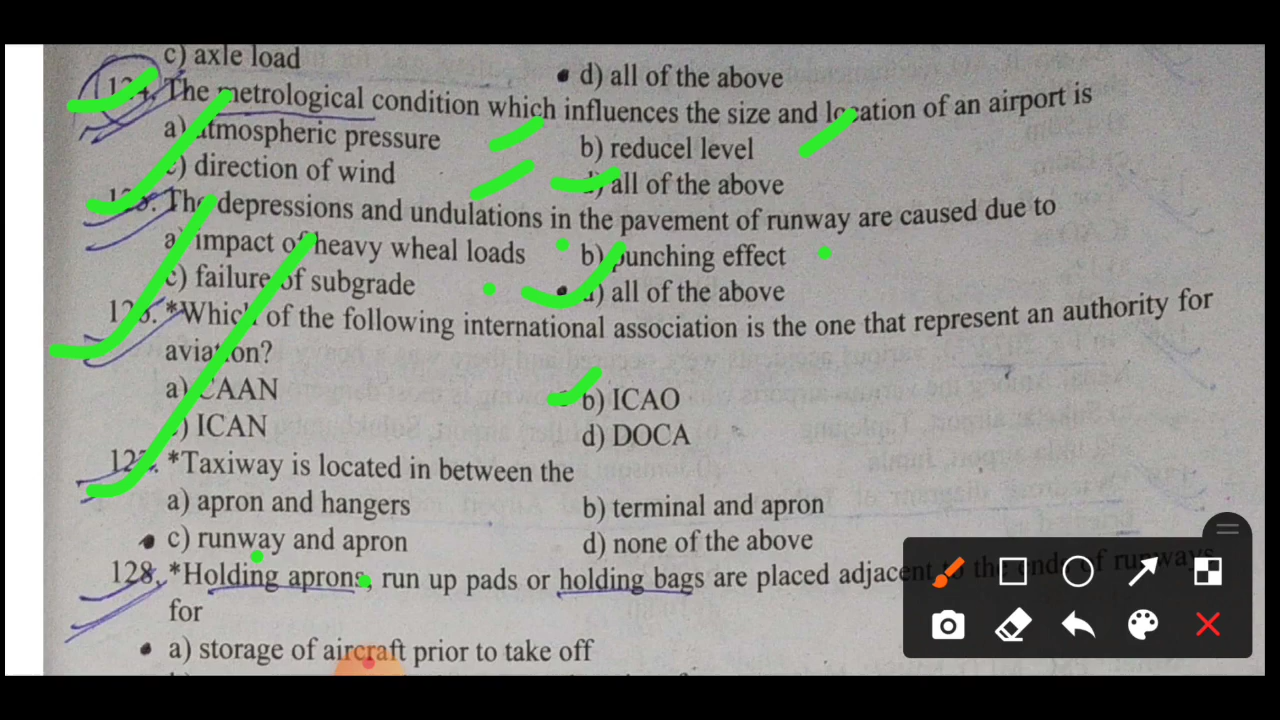 c) axle load
d) all of the above
124. The metrological condition which influences the size and location of an airport is
a) atmospheric pressure
b) reducel level
c) direction of wind
d) all of the above
125. The depressions and undulations in the pavement of runway are caused due to
a) impact of heavy wheal loads
b) punching effect
c) failure of subgrade
d) all of the above
126. *Which of the following international association is the one that represent an authority for
aviation?
a) CAAN
b) ICAO
c) ICAN
d) DOCA
127. *Taxiway is located in between the
a) apron and hangers
b) terminal and apron
c) runway and apron
d) none of the above
128. *Holding aprons, run up pads or holding bags are placed adjacent to the ends of runways
for
a) storage of aircraft prior to take off